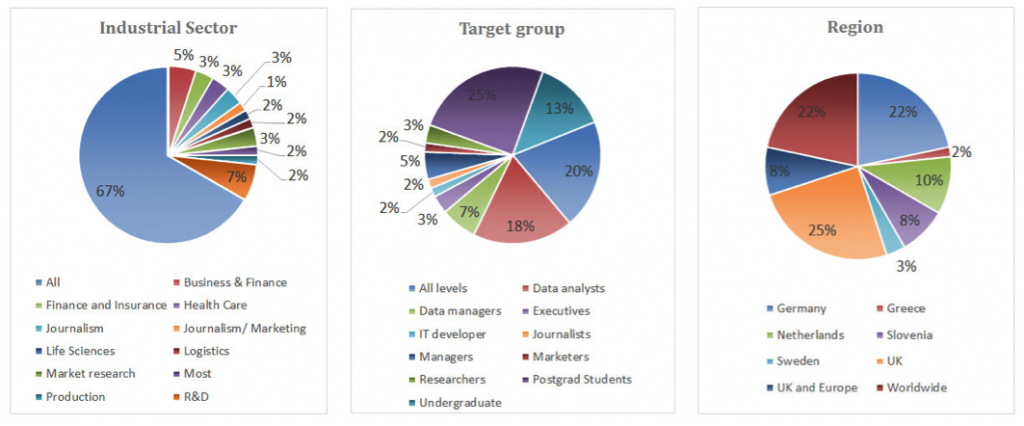 Industrial Sector
5%
3%
3%
3%
1%
2%
2%
3%
2%
2%
7%
67%
All
Business & Finance
Finance and Insurance
Health Care
Journalism
Journalism/ Marketing
Life Sciences
Logistics
Market research
Most
Production
R&D
Target group
25%
13%
3%
2%
5%
2%
2%
3%
7%
18%
20%
All levels
Data analysts
Data managers
Executives
IT developer
Journalists
Managers
Marketers
Researchers
Postgrad Students
Undergraduate
Region
22%
22%
2%
10%
8%
8%
25%
3%
Germany
Greece
Netherlands
Slovenia
Sweden
UK
UK and Europe
Worldwide